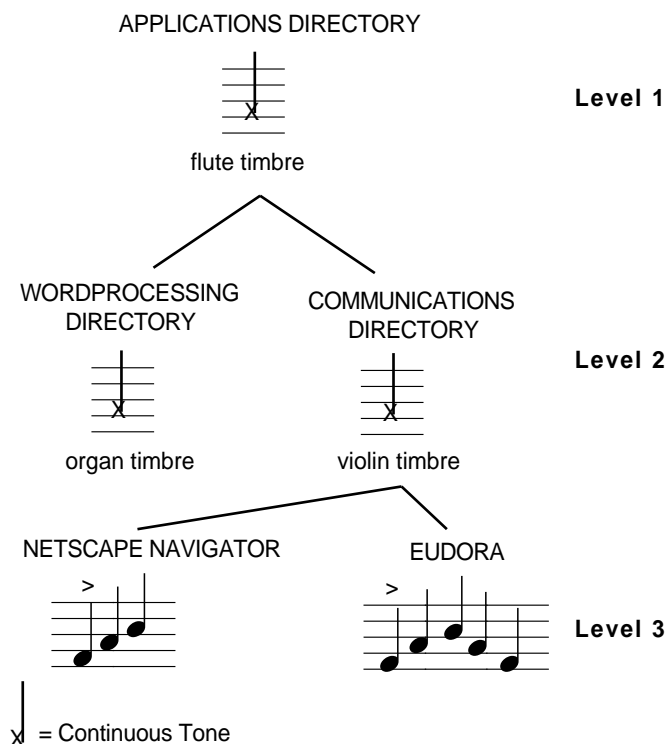 APPLICATIONS DIRECTORY
X
Level 1
flute timbre
WORDPROCESSING
DIRECTORY
COMMUNICATIONS
DIRECTORY
X
X
Level 2
organ timbre
violin timbre
NETSCAPE NAVIGATOR
EUDORA
>
>
Level 3
X = Continuous Tone